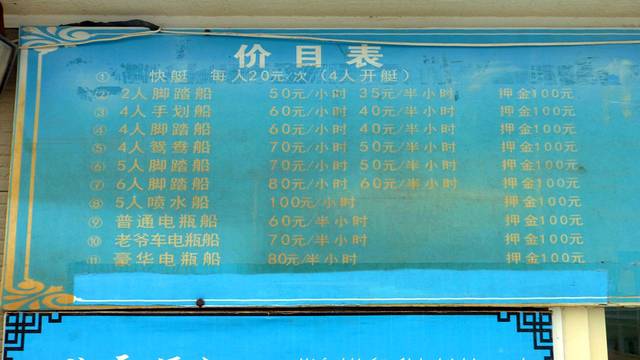 价目表
① 快艇 每人20元/次(4人开艇)
② 2人脚踏船 50元/小时 35元/半小时 押金100元
③ 4人手划船 60元/小时 40元/半小时 押金100元
④ 4人脚踏船 60元/小时 40元/半小时 押金100元
⑤ 4人鸳鸯船 70元/小时 50元/半小时 押金100元
⑥ 5人脚踏船 70元/小时 50元/半小时 押金100元
⑦ 6人脚踏船 80元/小时 60元/半小时 押金100元
⑧ 5人喷水船 100元/小时 押金100元
⑨ 普通电瓶船 60元/半小时 押金100元
⑩ 老爷车电瓶船 70元/半小时 押金100元
⑪ 豪华电瓶船 80元/半小时 押金100元